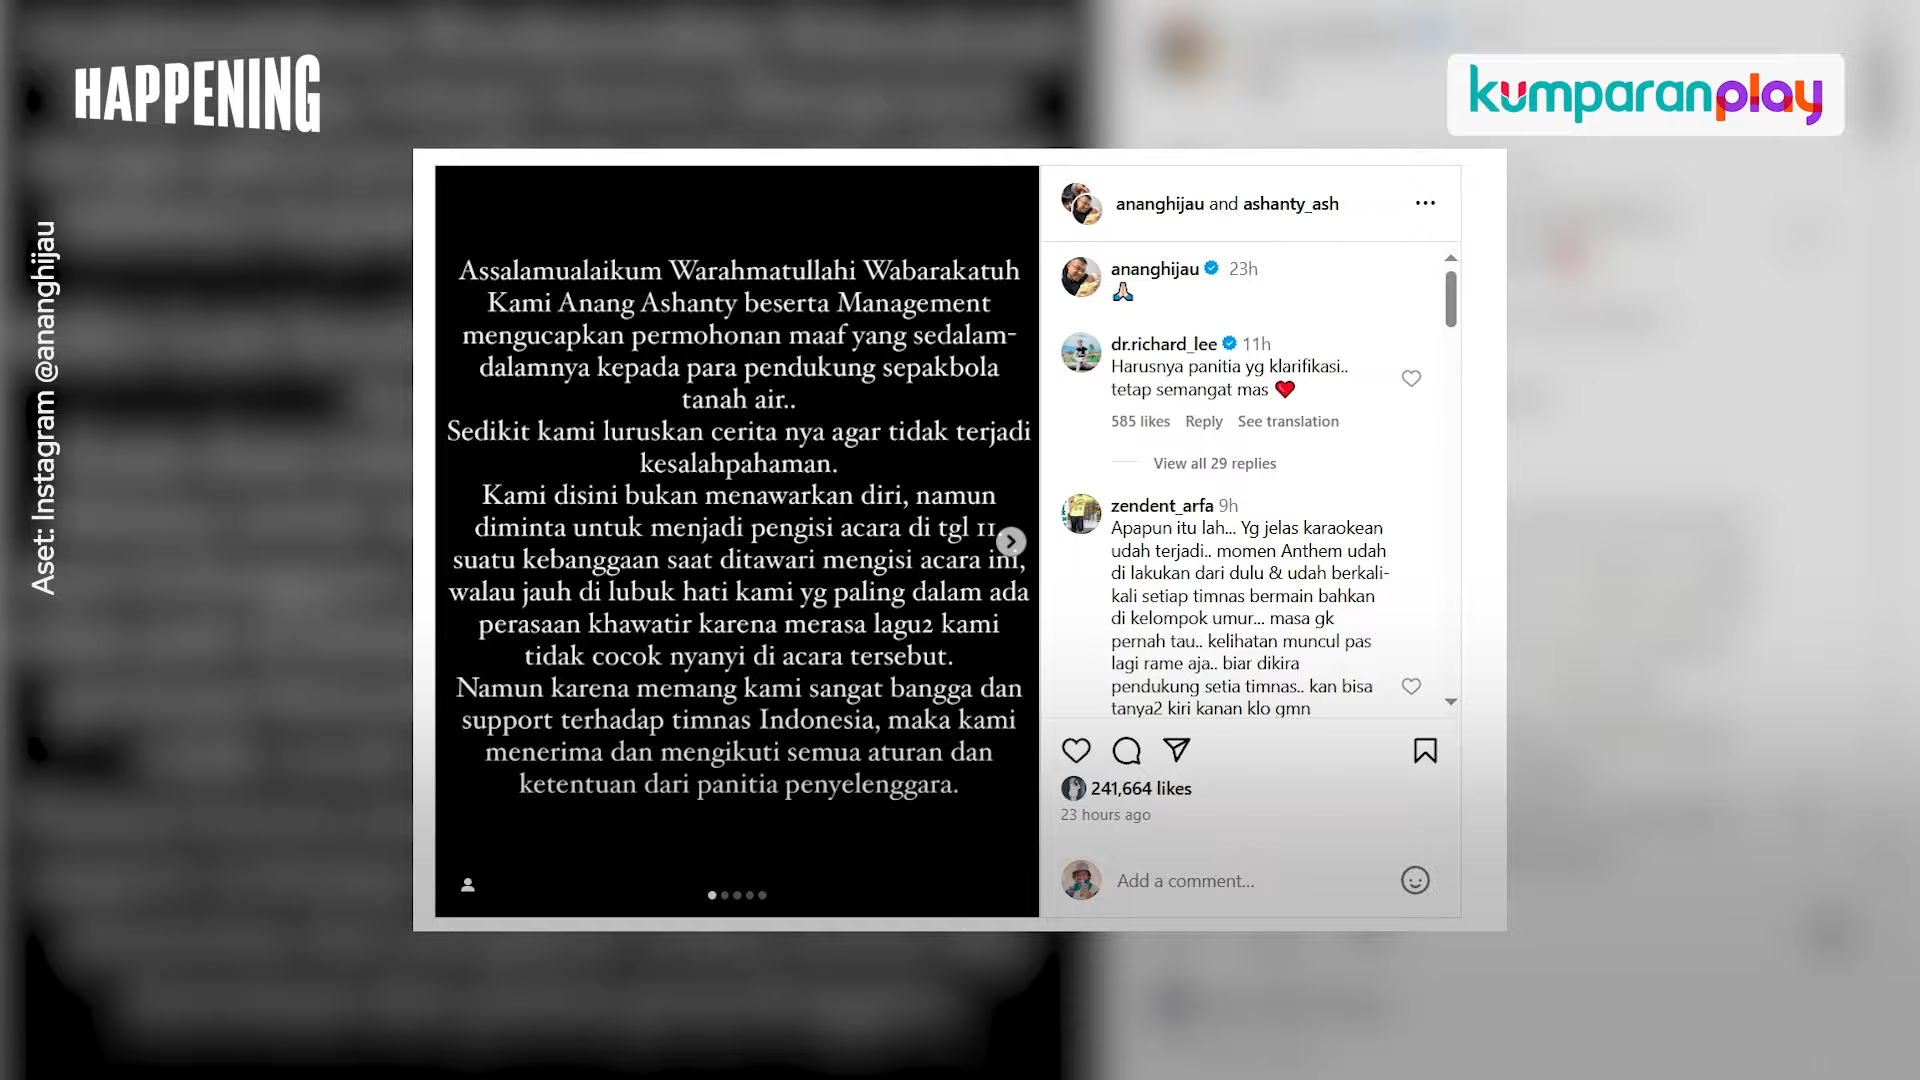 HAPPENING
kumparanplay
Aset: Instagram @ananghijau
Assalamualaikum Warahmatullahi Wabarakatuh
Kami Anang Ashanty beserta Management
mengucapkan permohonan maaf yang sedalam-
dalamnya kepada para pendukung sepakbola
tanah air..
Sedikit kami luruskan cerita nya agar tidak terjadi
kesalahpahaman.
Kami disini bukan menawarkan diri, namun
diminta untuk menjadi pengisi acara di tgl 11.
suatu kebanggaan saat ditawari mengisi acara ini,
walau jauh di lubuk hati kami yg paling dalam ada
perasaan khawatir karena merasa lagu2 kami
tidak cocok nyanyi di acara tersebut.
Namun karena memang kami sangat bangga dan
support terhadap timnas Indonesia, maka kami
menerima dan mengikuti semua aturan dan
ketentuan dari panitia penyelenggara.
ananghijau and ashanty_ash
ananghijau 23h
🙏🏻
dr.richard_lee 11h
Harusnya panitia yg klarifikasi..
tetap semangat mas ❤️
585 likes Reply See translation
View all 29 replies
zendent_arfa 9h
Apapun itu lah... Yg jelas karaokean
udah terjadi.. momen Anthem udah
di lakukan dari dulu & udah berkali-
kali setiap timnas bermain bahkan
di kelompok umur... masa gk
pernah tau.. kelihatan muncul pas
lagi rame aja.. biar dikira
pendukung setia timnas.. kan bisa
tanya2 kiri kanan klo gmn
241,664 likes
23 hours ago
Add a comment...